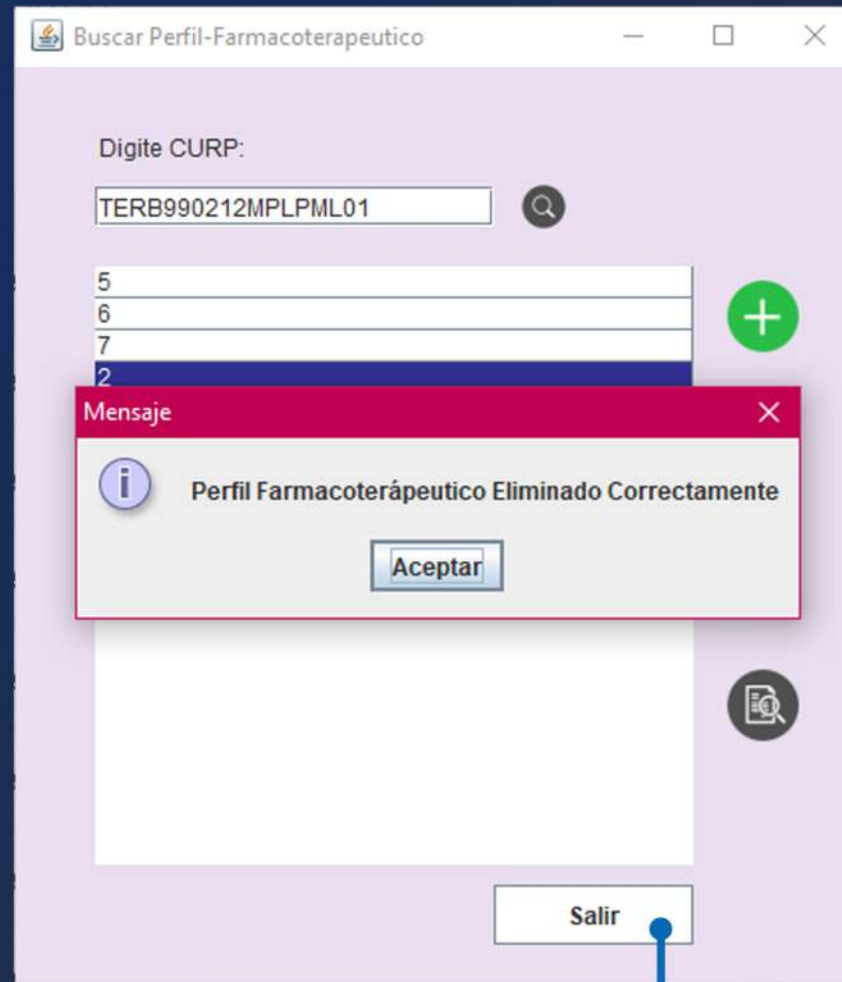 Buscar Perfil-Farmacoterapeutico
Digite CURP:
TERB990212MPLPML01
5
6
7
2
Mensaje
Perfil Farmacoterápeutico Eliminado Correctamente
Aceptar
Salir